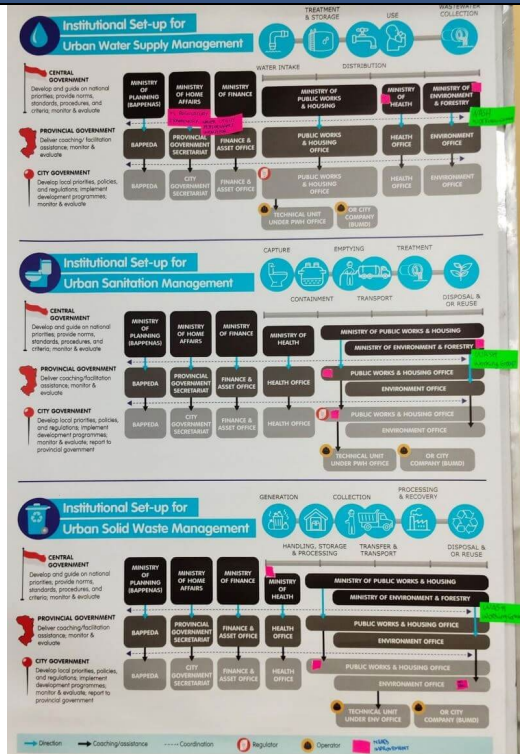 Institutional Set-up for
Urban Water Supply Management
TREATMENT
& STORAGE
USE
WASTEWATER
COLLECTION
WATER INTAKE
DISTRIBUTION
CENTRAL
GOVERNMENT
Develop and guide on national
priorities, provide norms,
standards, procedures, and
criteria; monitor & evaluate
MINISTRY
OF
PLANNING
(BAPPENAS)
MINISTRY
OF HOME
AFFAIRS
MINISTRY
OF FINANCE
MINISTRY OF
PUBLIC WORKS
& HOUSING
MINISTRY
OF
HEALTH
MINISTRY OF
ENVIRONMENT
& FORESTRY
PROVINCIAL GOVERNMENT
Deliver coaching/ facilitation
assistance; monitor &
evaluate
BAPPEDA
PROVINCIAL
GOVERNMENT
SECRETARIAT
FINANCE &
ASSET OFFICE
PUBLIC WORKS
& HOUSING
OFFICE
HEALTH
OFFICE
ENVIRONMENT
OFFICE
CITY GOVERNMENT
Develop local priorities, policies,
and regulations; implement
development programmes;
monitor & evaluate
BAPPEDA
CITY
GOVERNMENT
SECRETARIAT
FINANCE &
ASSET OFFICE
PUBLIC WORKS
& HOUSING
OFFICE
HEALTH
OFFICE
ENVIRONMENT
OFFICE
TECHNICAL UNIT
UNDER PWH OFFICE
OR CITY
COMPANY
(BUMD)
Institutional Set-up for
Urban Sanitation Management
CAPTURE
EMPTYING
TREATMENT
CONTAINMENT
TRANSPORT
DISPOSAL &
OR REUSE
CENTRAL
GOVERNMENT
Develop and guide on national
priorities, provide norms,
standards, procedures, and
criteria; monitor & evaluate
MINISTRY
OF
PLANNING
(BAPPENAS)
MINISTRY
OF HOME
AFFAIRS
MINISTRY
OF FINANCE
MINISTRY OF
HEALTH
MINISTRY OF PUBLIC WORKS & HOUSING
MINISTRY OF ENVIRONMENT & FORESTRY
PROVINCIAL GOVERNMENT
Deliver coaching/facilitation
assistance; monitor &
evaluate
BAPPEDA
PROVINCIAL
GOVERNMENT
SECRETARIAT
FINANCE &
ASSET OFFICE
HEALTH OFFICE
PUBLIC WORKS & HOUSING OFFICE
ENVIRONMENT OFFICE
CITY GOVERNMENT
Develop local priorities, policies,
and regulations; implement
development programmes;
monitor & evaluate; report to
provincial government
BAPPEDA
CITY
GOVERNMENT
SECRETARIAT
FINANCE &
ASSET OFFICE
HEALTH OFFICE
PUBLIC WORKS & HOUSING OFFICE
ENVIRONMENT OFFICE
TECHNICAL UNIT
UNDER PWH OFFICE
OR CITY
COMPANY (BUMD)
Institutional Set-up for
Urban Solid Waste Management
GENERATION
COLLECTION
PROCESSING
& RECOVERY
HANDLING, STORAGE
& PROCESSING
TRANSFER &
TRANSPORT
DISPOSAL &
OR REUSE
CENTRAL
GOVERNMENT
Develop and guide on national
priorities, provide norms,
standards, procedures, and
criteria; monitor & evaluate
MINISTRY
OF
PLANNING
(BAPPENAS)
MINISTRY
OF HOME
AFFAIRS
MINISTRY
OF FINANCE
MINISTRY
OF
HEALTH
MINISTRY OF PUBLIC WORKS & HOUSING
MINISTRY OF ENVIRONMENT & FORESTRY
PROVINCIAL GOVERNMENT
Deliver coaching/facilitation
assistance; monitor &
evaluate
BAPPEDA
PROVINCIAL
GOVERNMENT
SECRETARIAT
FINANCE &
ASSET OFFICE
HEALTH
OFFICE
PUBLIC WORKS & HOUSING OFFICE
ENVIRONMENT OFFICE
CITY GOVERNMENT
Develop local priorities, policies,
and regulations; implement
development programmes;
monitor & evaluate; report to
provincial government
BAPPEDA
CITY
GOVERNMENT
SECRETARIAT
FINANCE &
ASSET OFFICE
HEALTH
OFFICE
PUBLIC WORKS & HOUSING OFFICE
ENVIRONMENT OFFICE
TECHNICAL UNIT
UNDER ENV OFFICE
OR CITY
COMPANY (BUMD)
Direction
Coaching/assistance
Coordination
Regulator
Operator